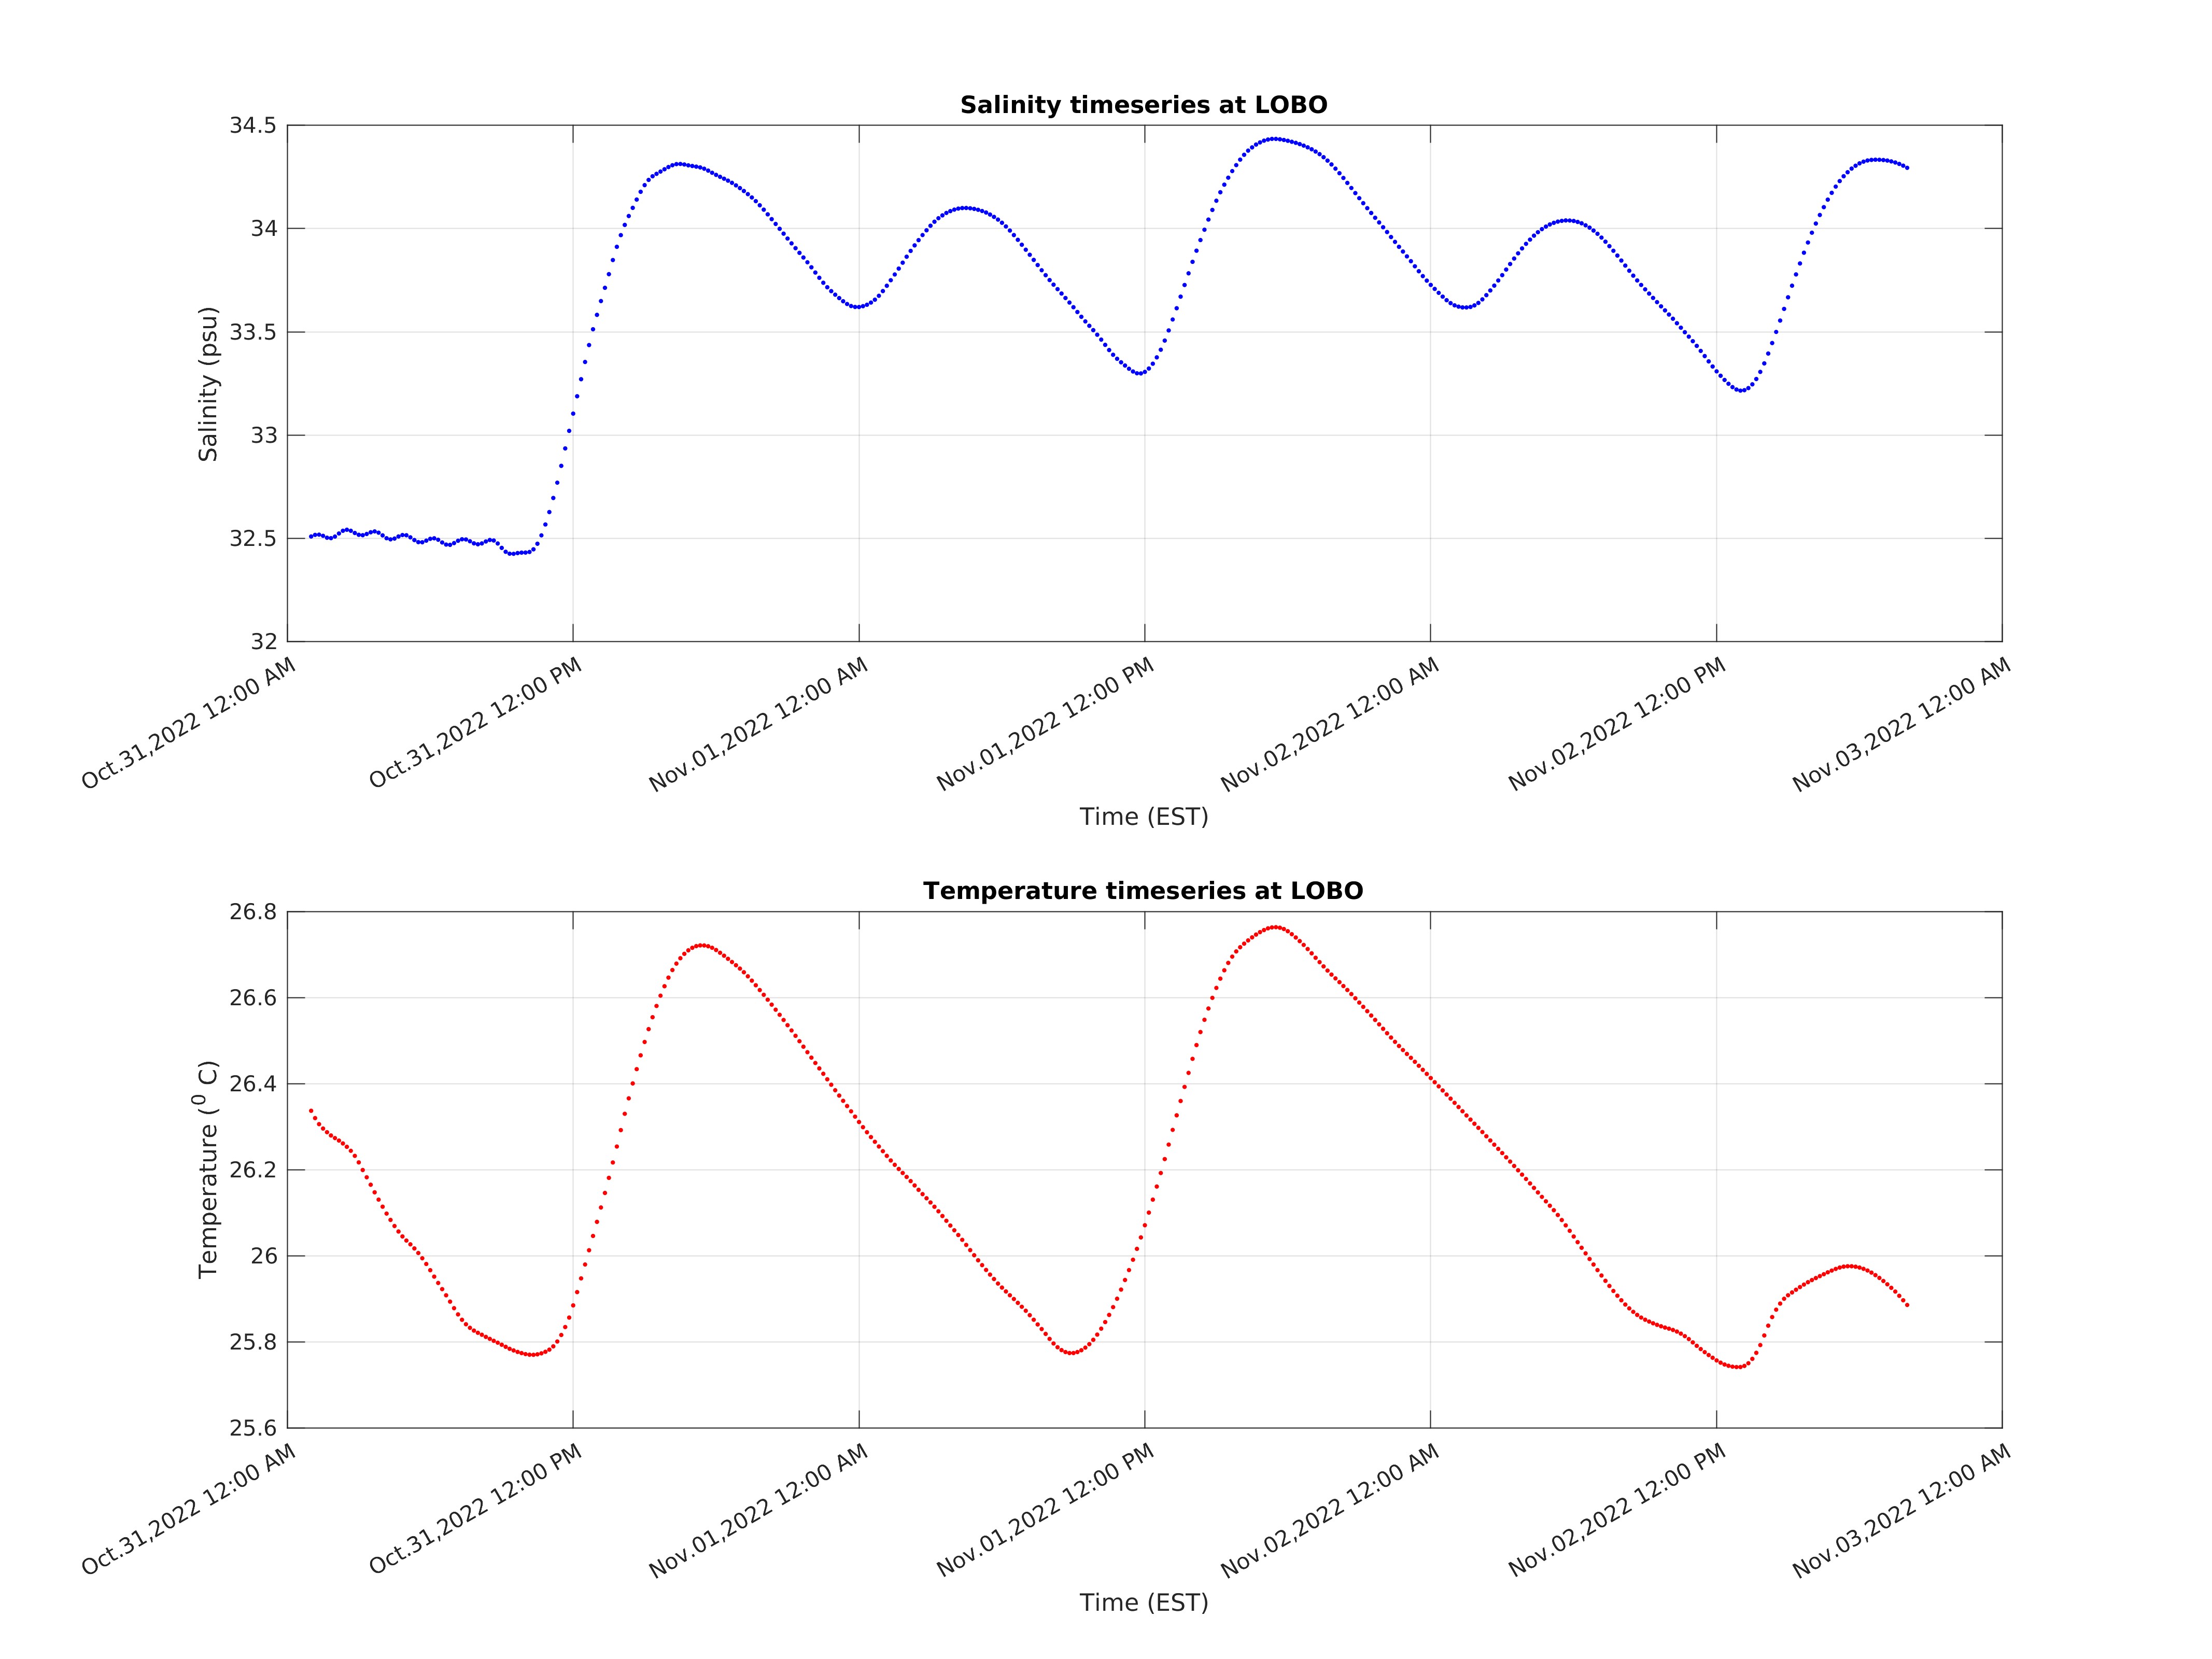 Salinity timeseries at LOBO
34.5
34
33.5
33
32.5
32
Salinity (psu)
Oct.31,2022 12:00 AM
Oct.31,2022 12:00 PM
Nov.01,2022 12:00 AM
Nov.01,2022 12:00 PM
Nov.02,2022 12:00 AM
Nov.02,2022 12:00 PM
Nov.03,2022 12:00 AM
Time (EST)
Temperature timeseries at LOBO
26.8
26.6
26.4
26.2
26
25.8
25.6
Temperature (⁰ C)
Oct.31,2022 12:00 AM
Oct.31,2022 12:00 PM
Nov.01,2022 12:00 AM
Nov.01,2022 12:00 PM
Nov.02,2022 12:00 AM
Nov.02,2022 12:00 PM
Nov.03,2022 12:00 AM
Time (EST)